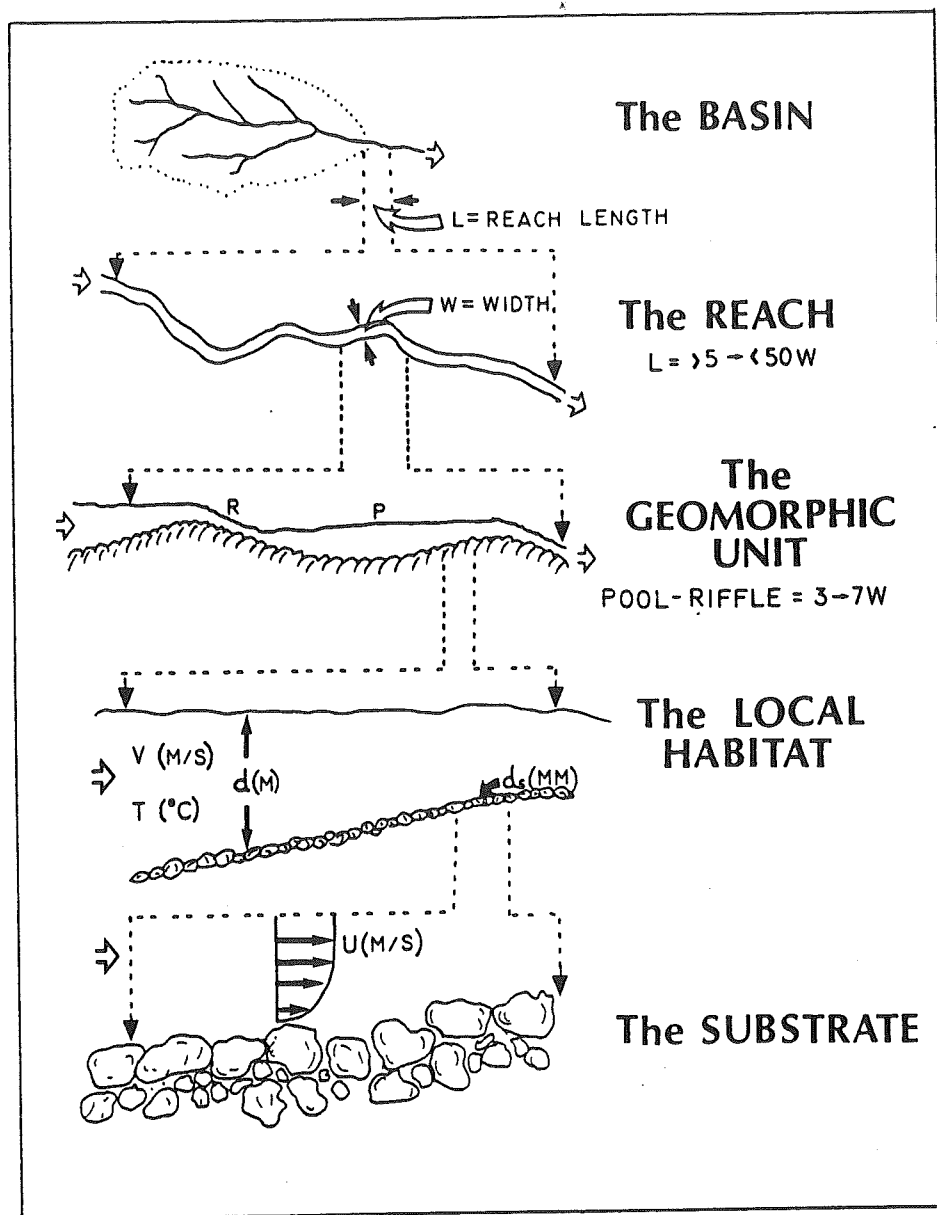 The BASIN
L= REACH LENGTH
W= WIDTH
The REACH
L= >5→<50W
The
GEOMORPHIC
UNIT
R
P
POOL-RIFFLE = 3→7W
The LOCAL
HABITAT
V (M/S)
d(M)
ds(MM)
T (°C)
U(M/S)
The SUBSTRATE